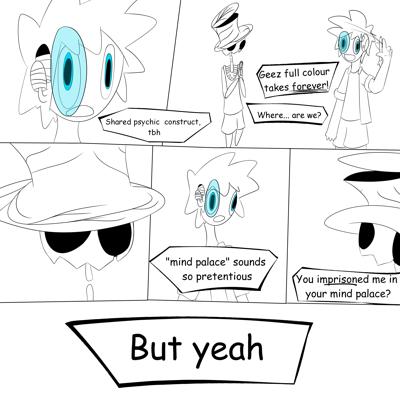 Geez full colour
takes forever!
Where... are we?
Shared psychic construct,
tbh
You imprisoned me in
your mind palace?
"mind palace" sounds
so pretentious
But yeah